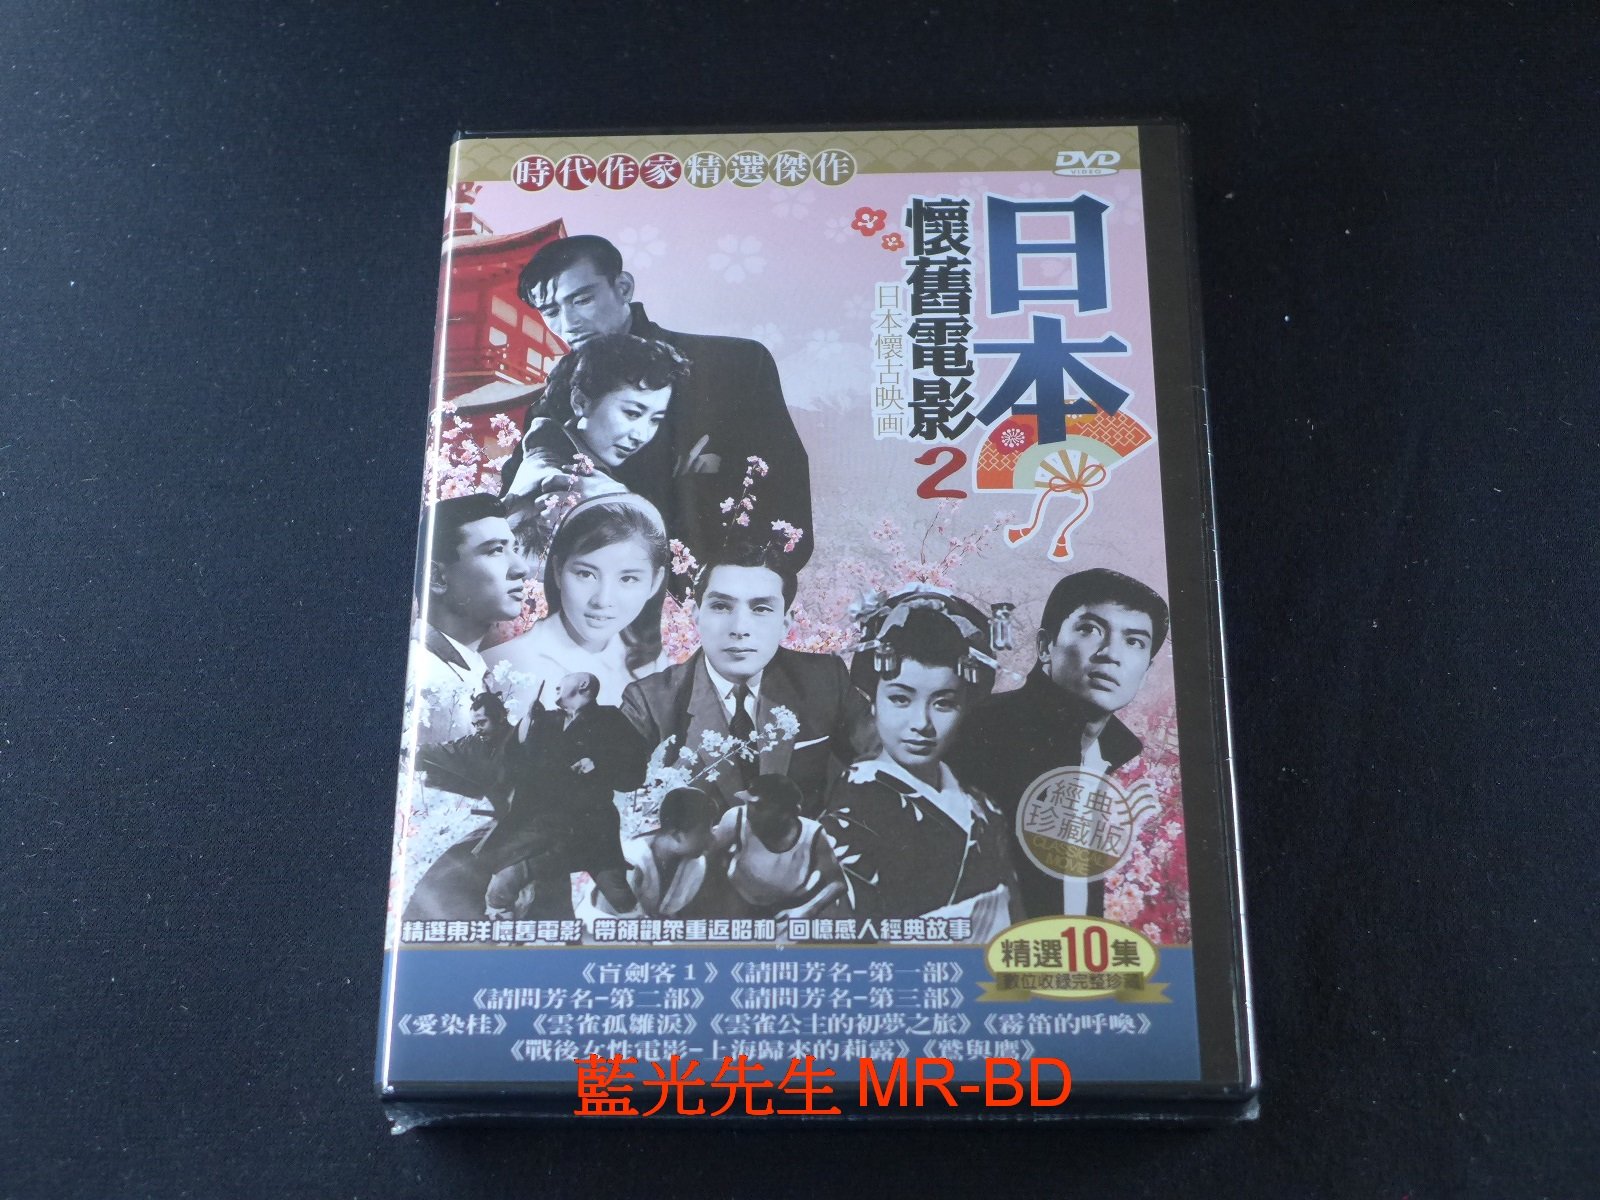 時代作家精選傑作
DVD
VIDEO
日本
懷舊電影2
日本懷古映画
經典
珍藏版
CLASSICAL
MOVIE
精選東洋懷舊電影 帶領觀眾重返昭和 回憶感人經典故事
精選10集
數位收錄完整珍藏
《盲劍客1》《請問芳名-第一部》
《請問芳名-第二部》《請問芳名-第三部》
《愛染桂》《雲雀孤雛淚》《雲雀公主的初夢之旅》《霧笛的呼喚》
《戰後女性電影-上海歸來的莉露》《鷲與鷹》
藍光先生 MR-BD